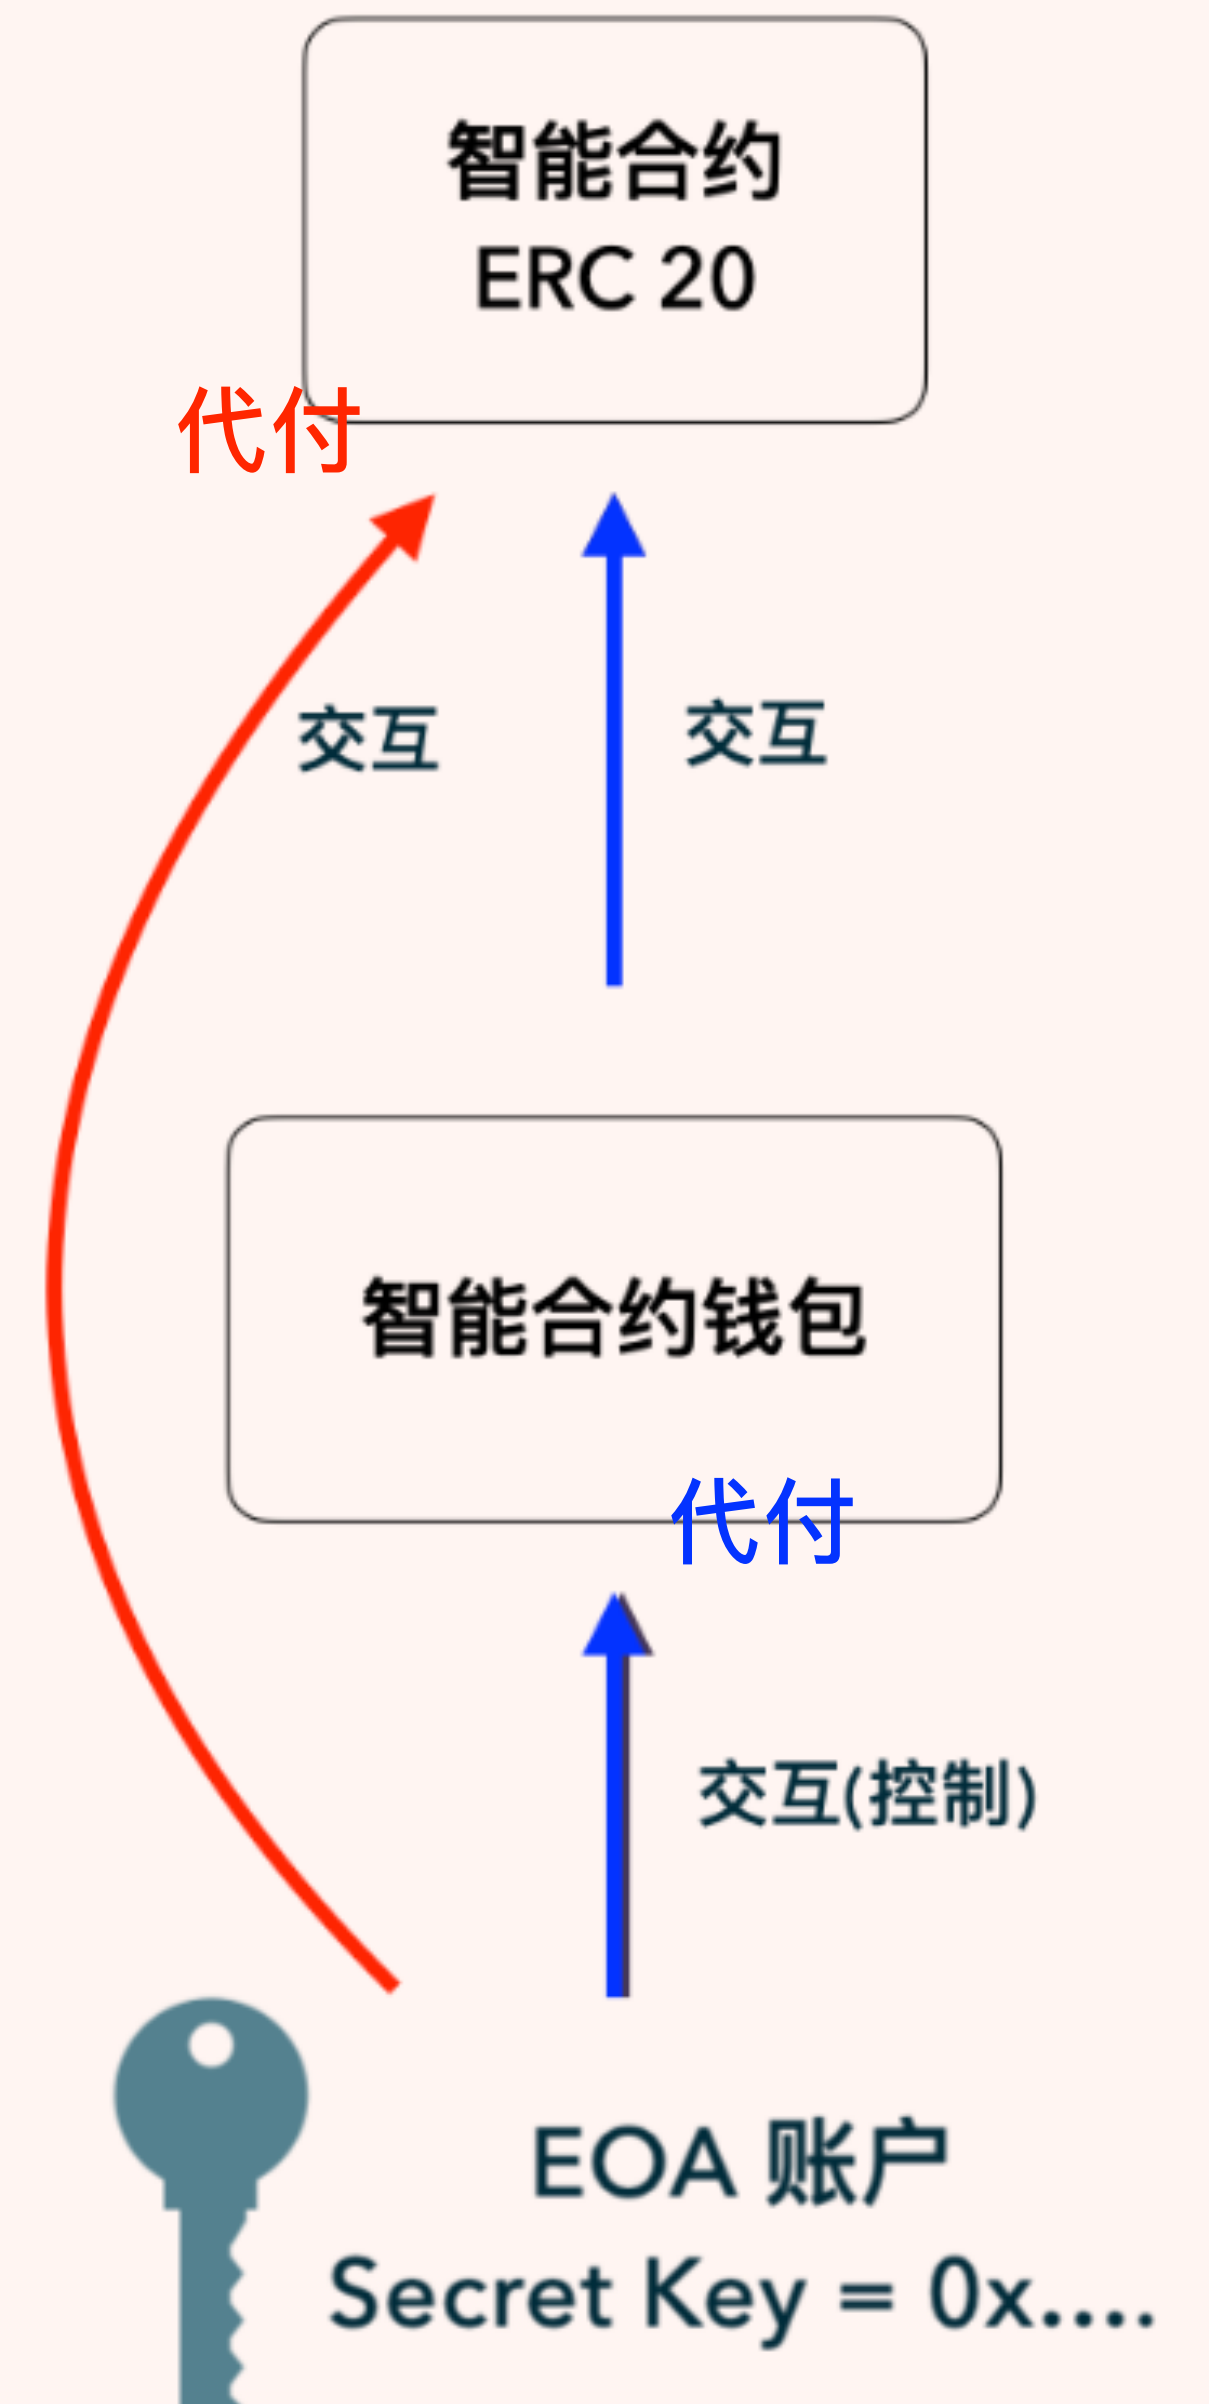 智能合约
ERC 20
代付
交互
交互
智能合约钱包
代付
交互(控制)
EOA 账户
Secret Key = 0x....